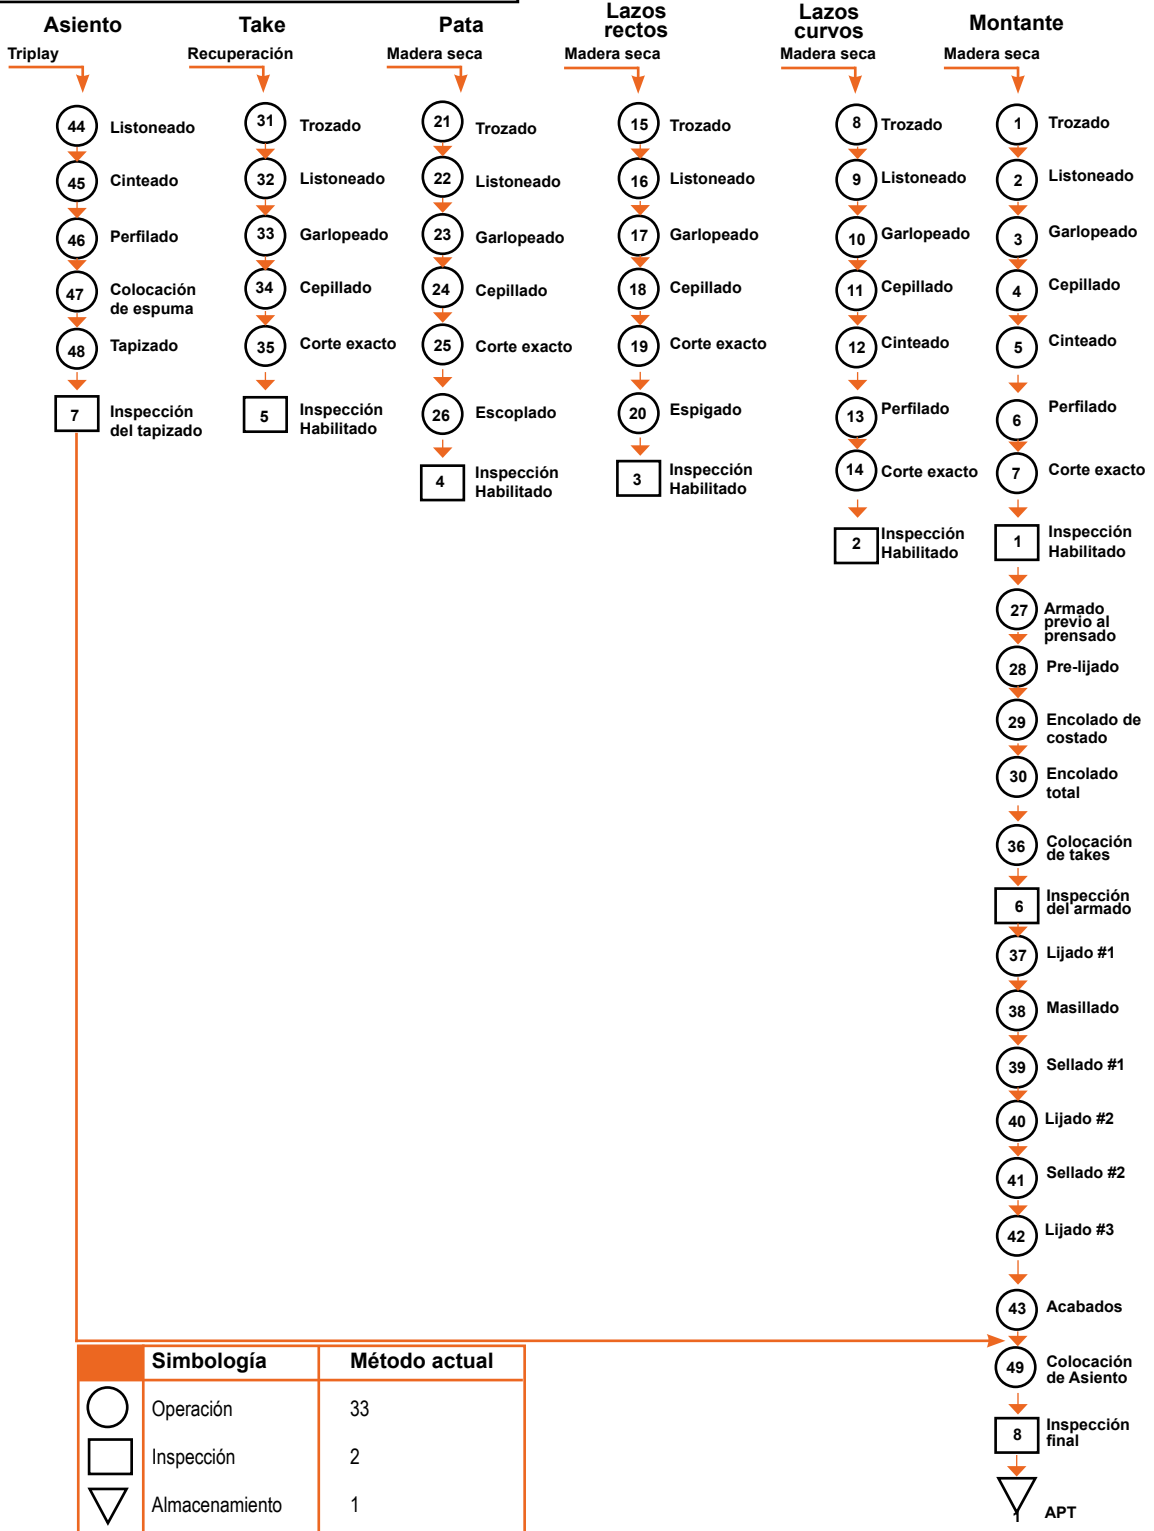 Asiento
Triplay
44 Listoneado
45 Cinteado
46 Perfilado
47 Colocación
de espuma
48 Tapizado
7 Inspección
del tapizado
Take
Recuperación
31 Trozado
32 Listoneado
33 Garlopeado
34 Cepillado
35 Corte exacto
5 Inspección
Habilitado
Pata
Madera seca
21 Trozado
22 Listoneado
23 Garlopeado
24 Cepillado
25 Corte exacto
26 Escoplado
4 Inspección
Habilitado
Lazos
rectos
Madera seca
15 Trozado
16 Listoneado
17 Garlopeado
18 Cepillado
19 Corte exacto
20 Espigado
3 Inspección
Habilitado
Lazos
curvos
Madera seca
8 Trozado
9 Listoneado
10 Garlopeado
11 Cepillado
12 Cinteado
13 Perfilado
14 Corte exacto
2 Inspección
Habilitado
Montante
Madera seca
1 Trozado
2 Listoneado
3 Garlopeado
4 Cepillado
5 Cinteado
6 Perfilado
7 Corte exacto
1 Inspección
Habilitado
27 Armado
previo al
prensado
28 Pre-lijado
29 Encolado de
costado
30 Encolado
total
36 Colocación
de takes
6 Inspección
del armado
37 Lijado #1
38 Masillado
39 Sellado #1
40 Lijado #2
41 Sellado #2
42 Lijado #3
43 Acabados
49 Colocación
de Asiento
8 Inspección
final
1 APT
Simbología Método actual
Operación 33
Inspección 2
Almacenamiento 1